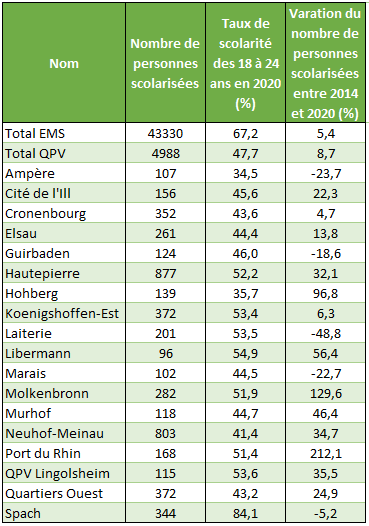 Nom Nombre de personnes scolarisées Taux de scolarité des 18 à 24 ans en 2020 (%) Varation du nombre de personnes scolarisées entre 2014 et 2020 (%)
Total EMS 43330 67,2 5,4
Total QPV 4988 47,7 8,7
Ampère 107 34,5 -23,7
Cité de l'Ill 156 45,6 22,3
Cronenbourg 352 43,6 4,7
Elsau 261 44,4 13,8
Guirbaden 124 46,0 -18,6
Hautepierre 877 52,2 32,1
Hohberg 139 35,7 96,8
Koenigshoffen-Est 372 53,4 6,3
Laiterie 201 53,5 -48,8
Libermann 96 54,9 56,4
Marais 102 44,5 -22,7
Molkenbronn 282 51,9 129,6
Murhof 118 44,7 46,4
Neuhof-Meinau 803 41,4 34,7
Port du Rhin 168 51,4 212,1
QPV Lingolsheim 115 53,6 35,5
Quartiers Ouest 372 43,2 24,9
Spach 344 84,1 -5,2